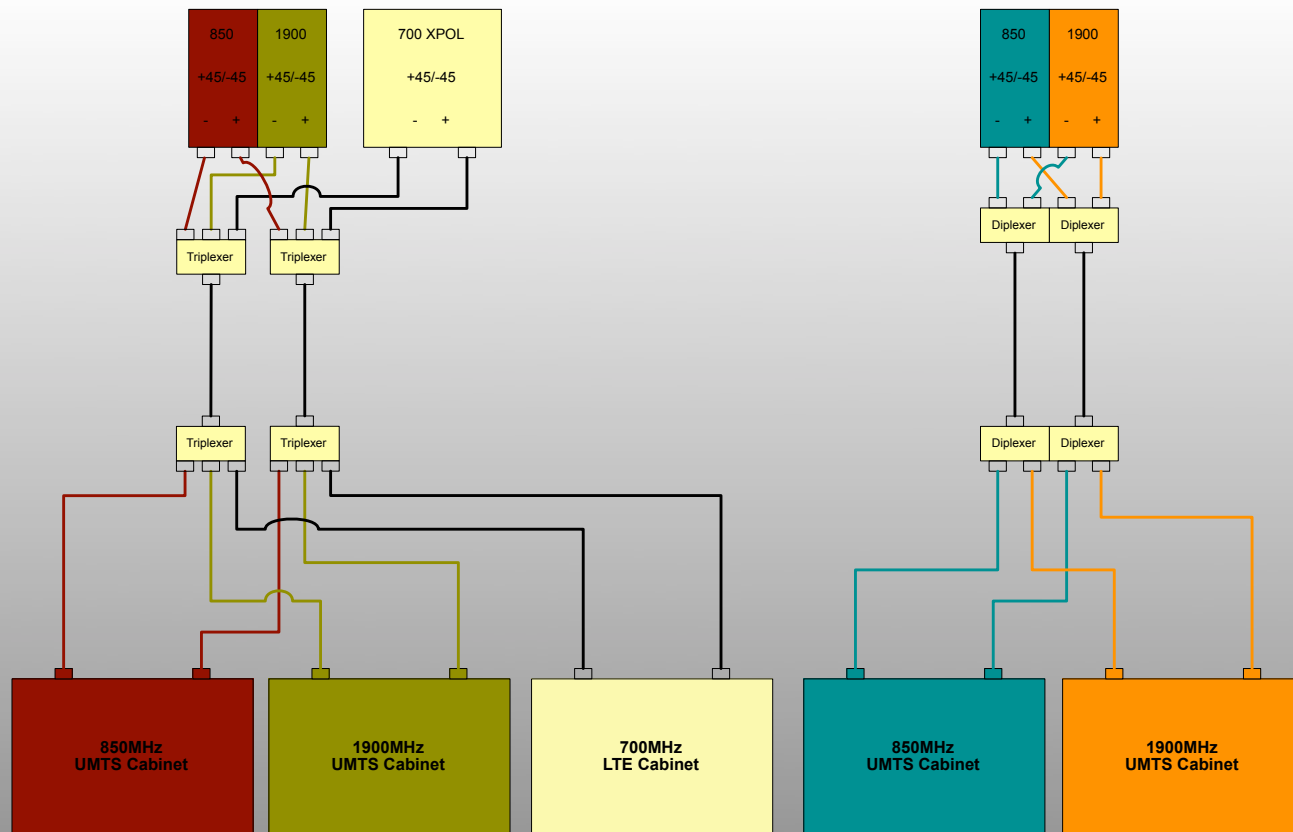 850 1900 700 XPOL 850 1900
+45/-45 +45/-45 +45/-45 +45/-45 +45/-45
- + - + - + - + - +
Triplexer Triplexer Diplexer Diplexer
Triplexer Triplexer Diplexer Diplexer
850MHz 1900MHz 700MHz 850MHz 1900MHz
UMTS Cabinet UMTS Cabinet LTE Cabinet UMTS Cabinet UMTS Cabinet